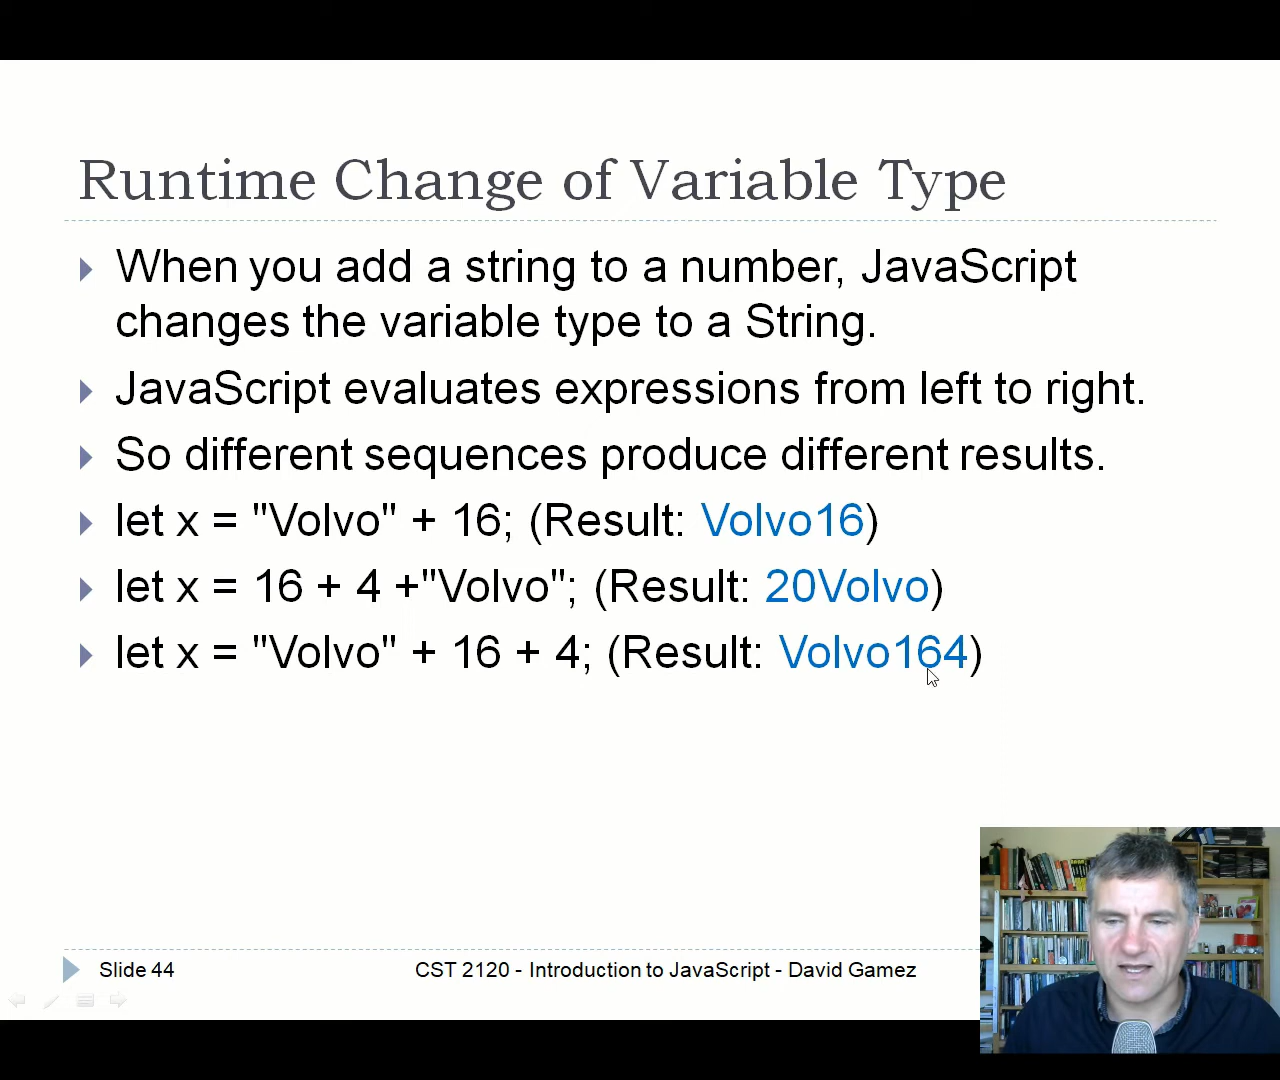 Runtime Change of Variable Type
When you add a string to a number, JavaScript
changes the variable type to a String.
JavaScript evaluates expressions from left to right.
So different sequences produce different results.
let x = "Volvo" + 16; (Result: Volvo16)
let x = 16 + 4 +"Volvo"; (Result: 20Volvo)
let x = "Volvo" + 16 + 4; (Result: Volvo164)
Slide 44
CST 2120 - Introduction to JavaScript - David Gamez